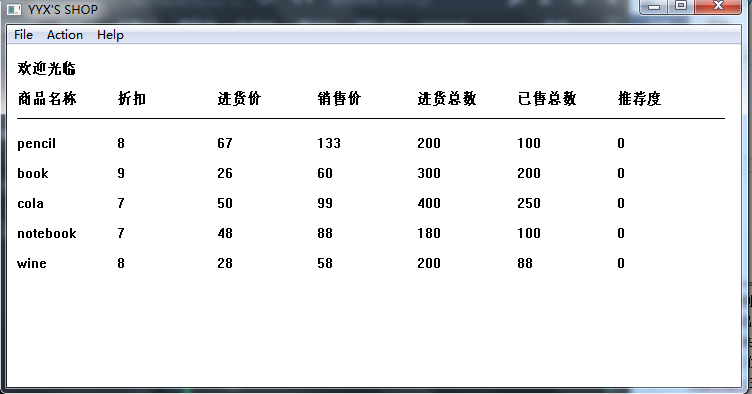 YYX'S SHOP
File Action Help
欢迎光临
商品名称 折扣 进货价 销售价 进货总数 已售总数 推荐度
pencil 8 67 133 200 100 0
book 9 26 60 300 200 0
cola 7 50 99 400 250 0
notebook 7 48 88 180 100 0
wine 8 28 58 200 88 0